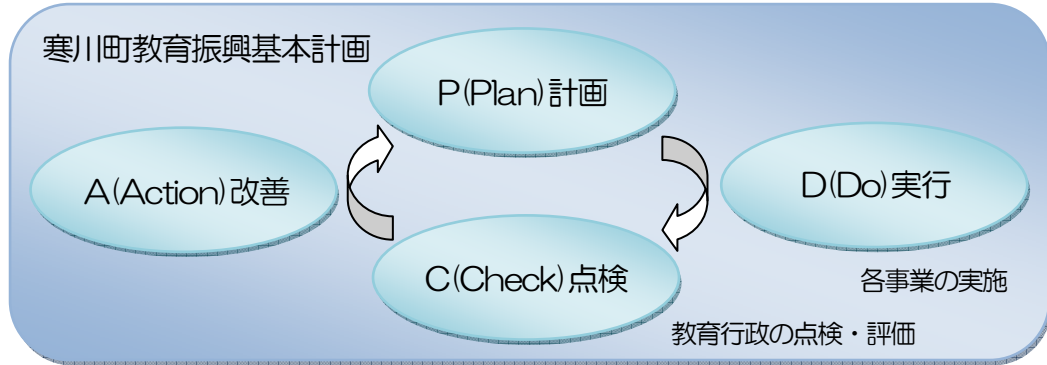 寒川町教育振興基本計画
P(Plan)計画
A(Action)改善
D(Do)実行
C(Check)点検
各事業の実施
教育行政の点検・評価